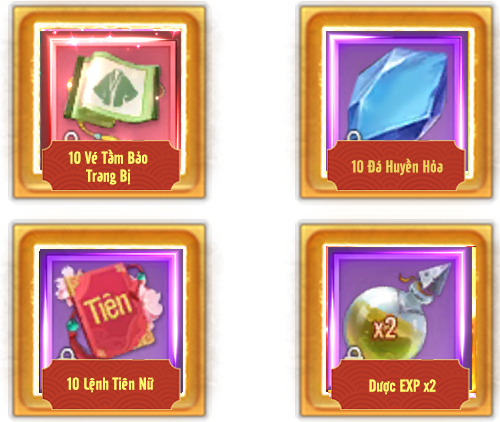 10 Vé Tầm Bảo
Trang Bị
10 Đá Huyền Hỏa
Tiên
10 Lệnh Tiên Nữ
x2
Dược EXP x2